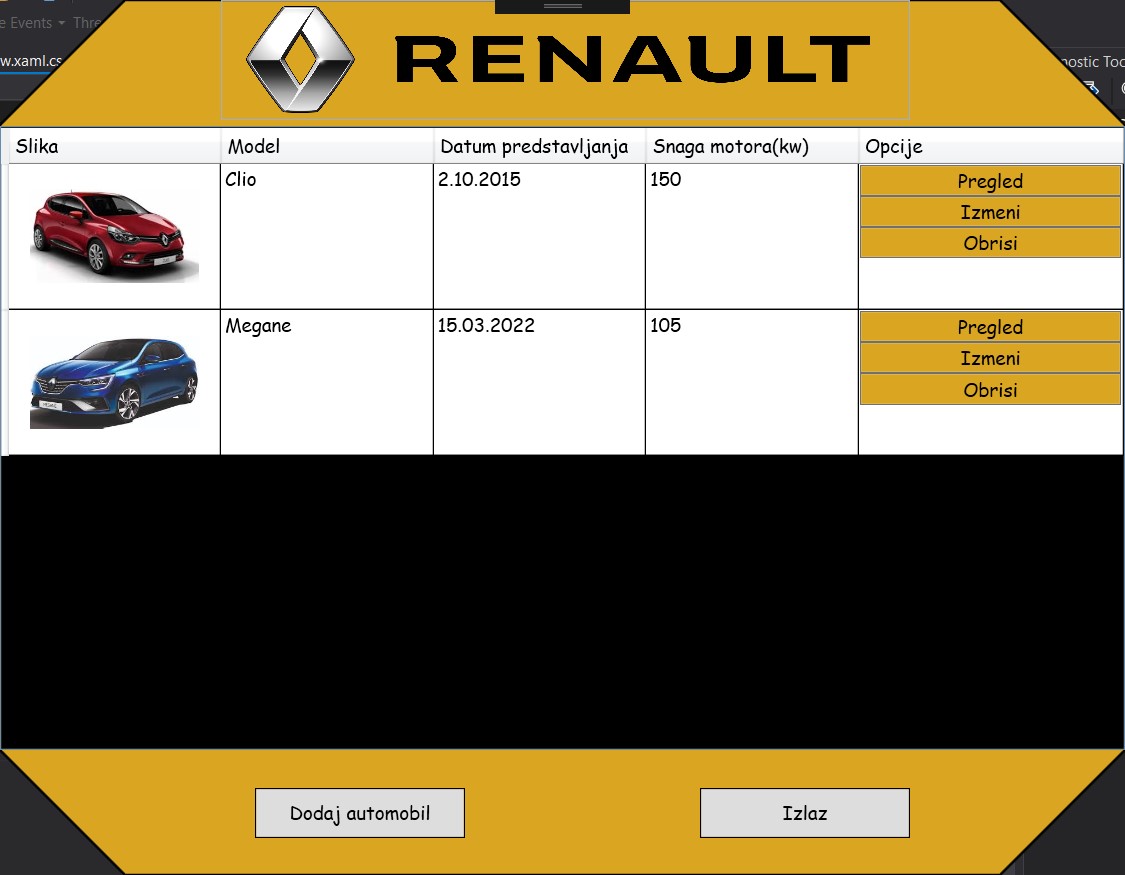 e Events
Thre
w.xaml.cs
RENAULT
nostic Too
Slika Model Datum predstavljanja Snaga motora(kw) Opcije
Clio 2.10.2015 150 Pregled
Izmeni
Obrisi
Megane 15.03.2022 105 Pregled
Izmeni
Obrisi
Dodaj automobil Izlaz